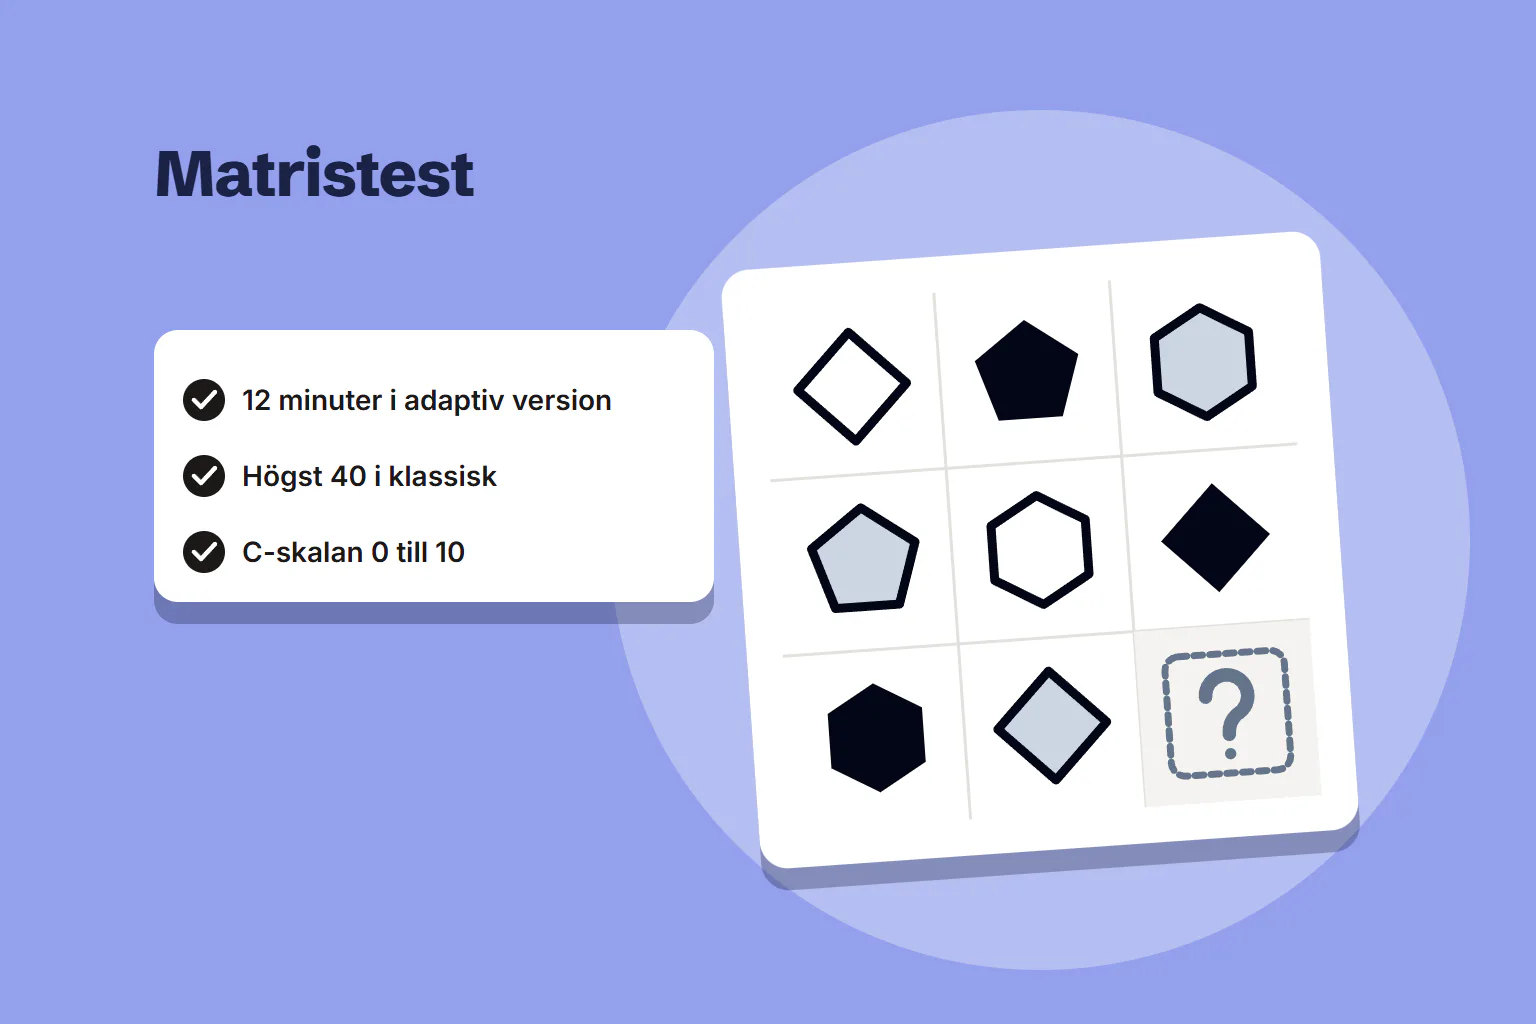 Matristest
12 minuter i adaptiv version
Högst 40 i klassisk
C-skalan 0 till 10
?